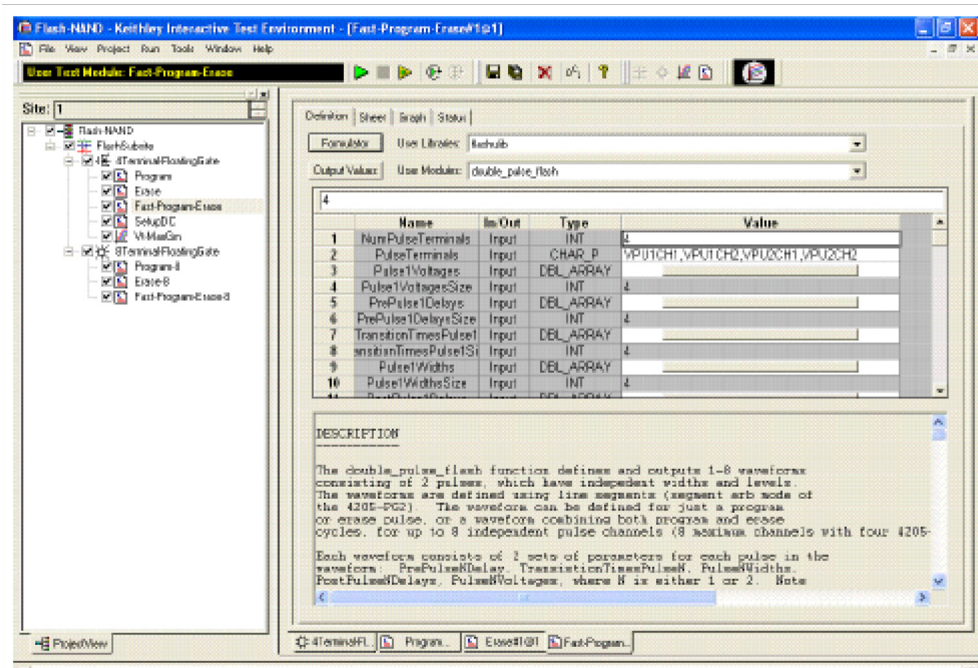 Flash-NAND - Keithley Interactive Test Environment - [Fast-Program-Erase#1@1]
File View Project Run Tools Window Help
User Test Module: Fast-Program-Erase
Site: 1
Flash-NAND
FlashSubsite
4TerminalFloatingGate
Program
Erase
Fast-Program-Erase
SetupDC
Vt-MaxGm
8TerminalFloatingGate
Program-8
Erase-8
Fast-Program-Erase-8
ProjectView
Definition Sheet Graph Status
Formulator User Libraries: flashulib
Output Values User Modules: double_pulse_flash
4
Name In/Out Type Value
1 NumPulseTerminals Input INT 4
2 PulseTerminals Input CHAR_P VPU1CH1,VPU1CH2,VPU2CH1,VPU2CH2
3 Pulse1Voltages Input DBL_ARRAY
4 Pulse1VoltagesSize Input INT 4
5 PrePulse1Delays Input DBL_ARRAY
6 PrePulse1DelaysSize Input INT 4
7 TransitionTimesPulse1 Input DBL_ARRAY
8 ansitionTimesPulse1Si Input INT 4
9 Pulse1Widths Input DBL_ARRAY
10 Pulse1WidthsSize Input INT 4
DESCRIPTION
The double_pulse_flash function defines and outputs 1-8 waveforms
consisting of 2 pulses, which have indepedent widths and levels.
The waveforms are defined using line segments (segment arb mode of
the 4205-PG2). The waveform can be defined for just a program
or erase pulse, or a waveform combining both program and erase
cycles, for up to 8 independent pulse channels (8 maximum channels with four 4205-
Each waveform consists of 2 sets of parameters for each pulse in the
waveform: PrePulseNDelay, TransistionTimesPulseN, PulseNWidths,
PostPulseNDelays, PulseNVoltages, where N is either 1 or 2. Note
4TerminalFl... Program... Erase#1@1 Fast-Program...